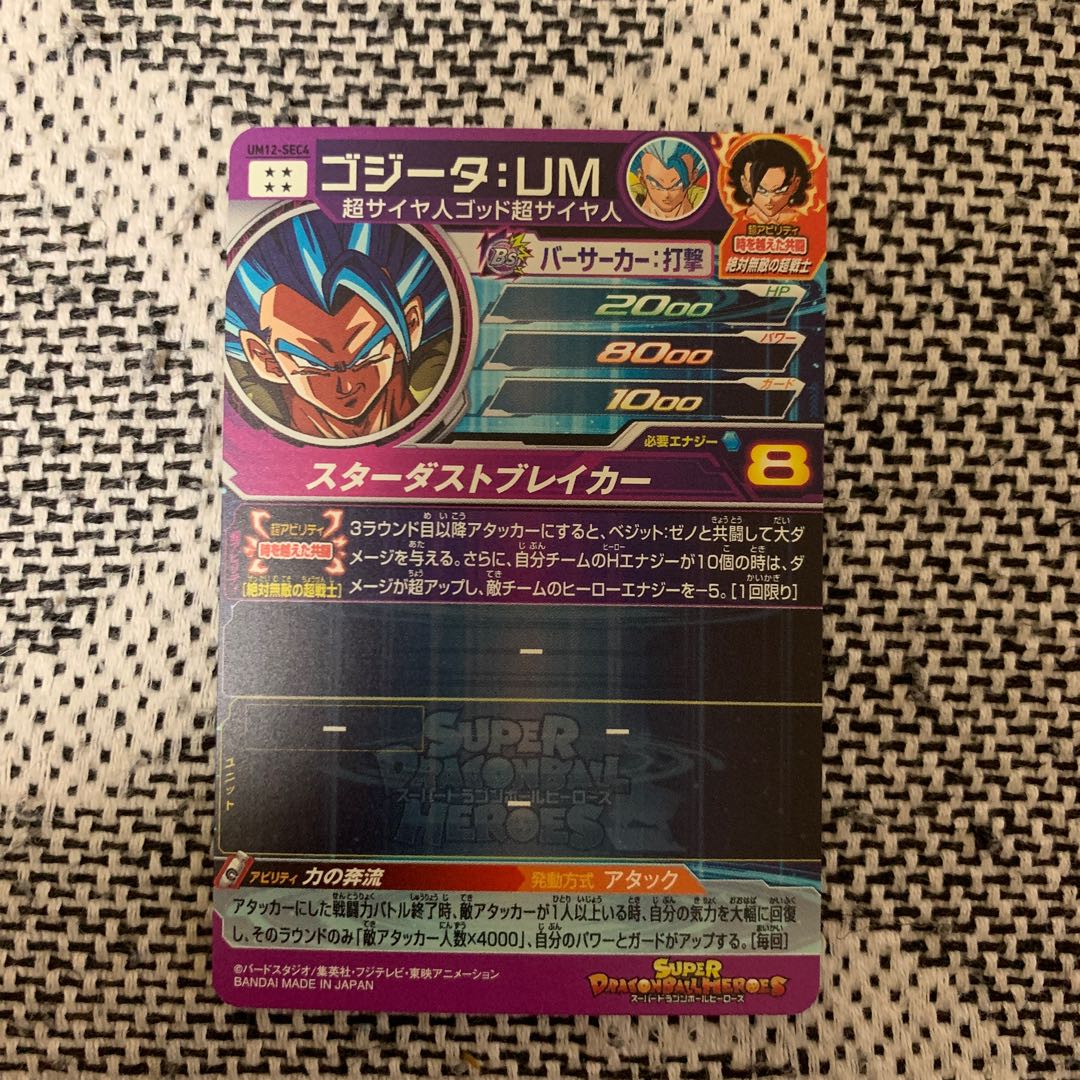 UM12-SEC4
ゴジータ:UM
超サイヤ人ゴッド超サイヤ人
超アビリティ
時を越えた共闘
絶対無敵の超戦士
Bs
バーサーカー:打撃
HP
2000
パワー
8000
ガード
1000
必要エナジー
8
スターダストブレイカー
超アビリティ
時を越えた共闘
[絶対無敵の超戦士]
3ラウンド目以降アタッカーにすると、ベジット:ゼノと共闘して大ダ
メージを与える。さらに、自分チームのHエナジーが10個の時は、ダ
メージが超アップし、敵チームのヒーローエナジーを-5。[1回限り]
-
- -
ユニット
-
SUPER
DRAGONBALL
スーパードラゴンボールヒーローズ
HEROES
アビリティ 力の奔流
発動方式 アタック
アタッカーにした戦闘力バトル終了時、敵アタッカーが1人以上いる時、自分の気力を大幅に回復
し、そのラウンドのみ「敵アタッカー人数×4000」、自分のパワーとガードがアップする。[毎回]
©バードスタジオ/集英社・フジテレビ・東映アニメーション
BANDAI MADE IN JAPAN
SUPER
DRAGONBALL HEROES
スーパードラゴンボールヒーローズ